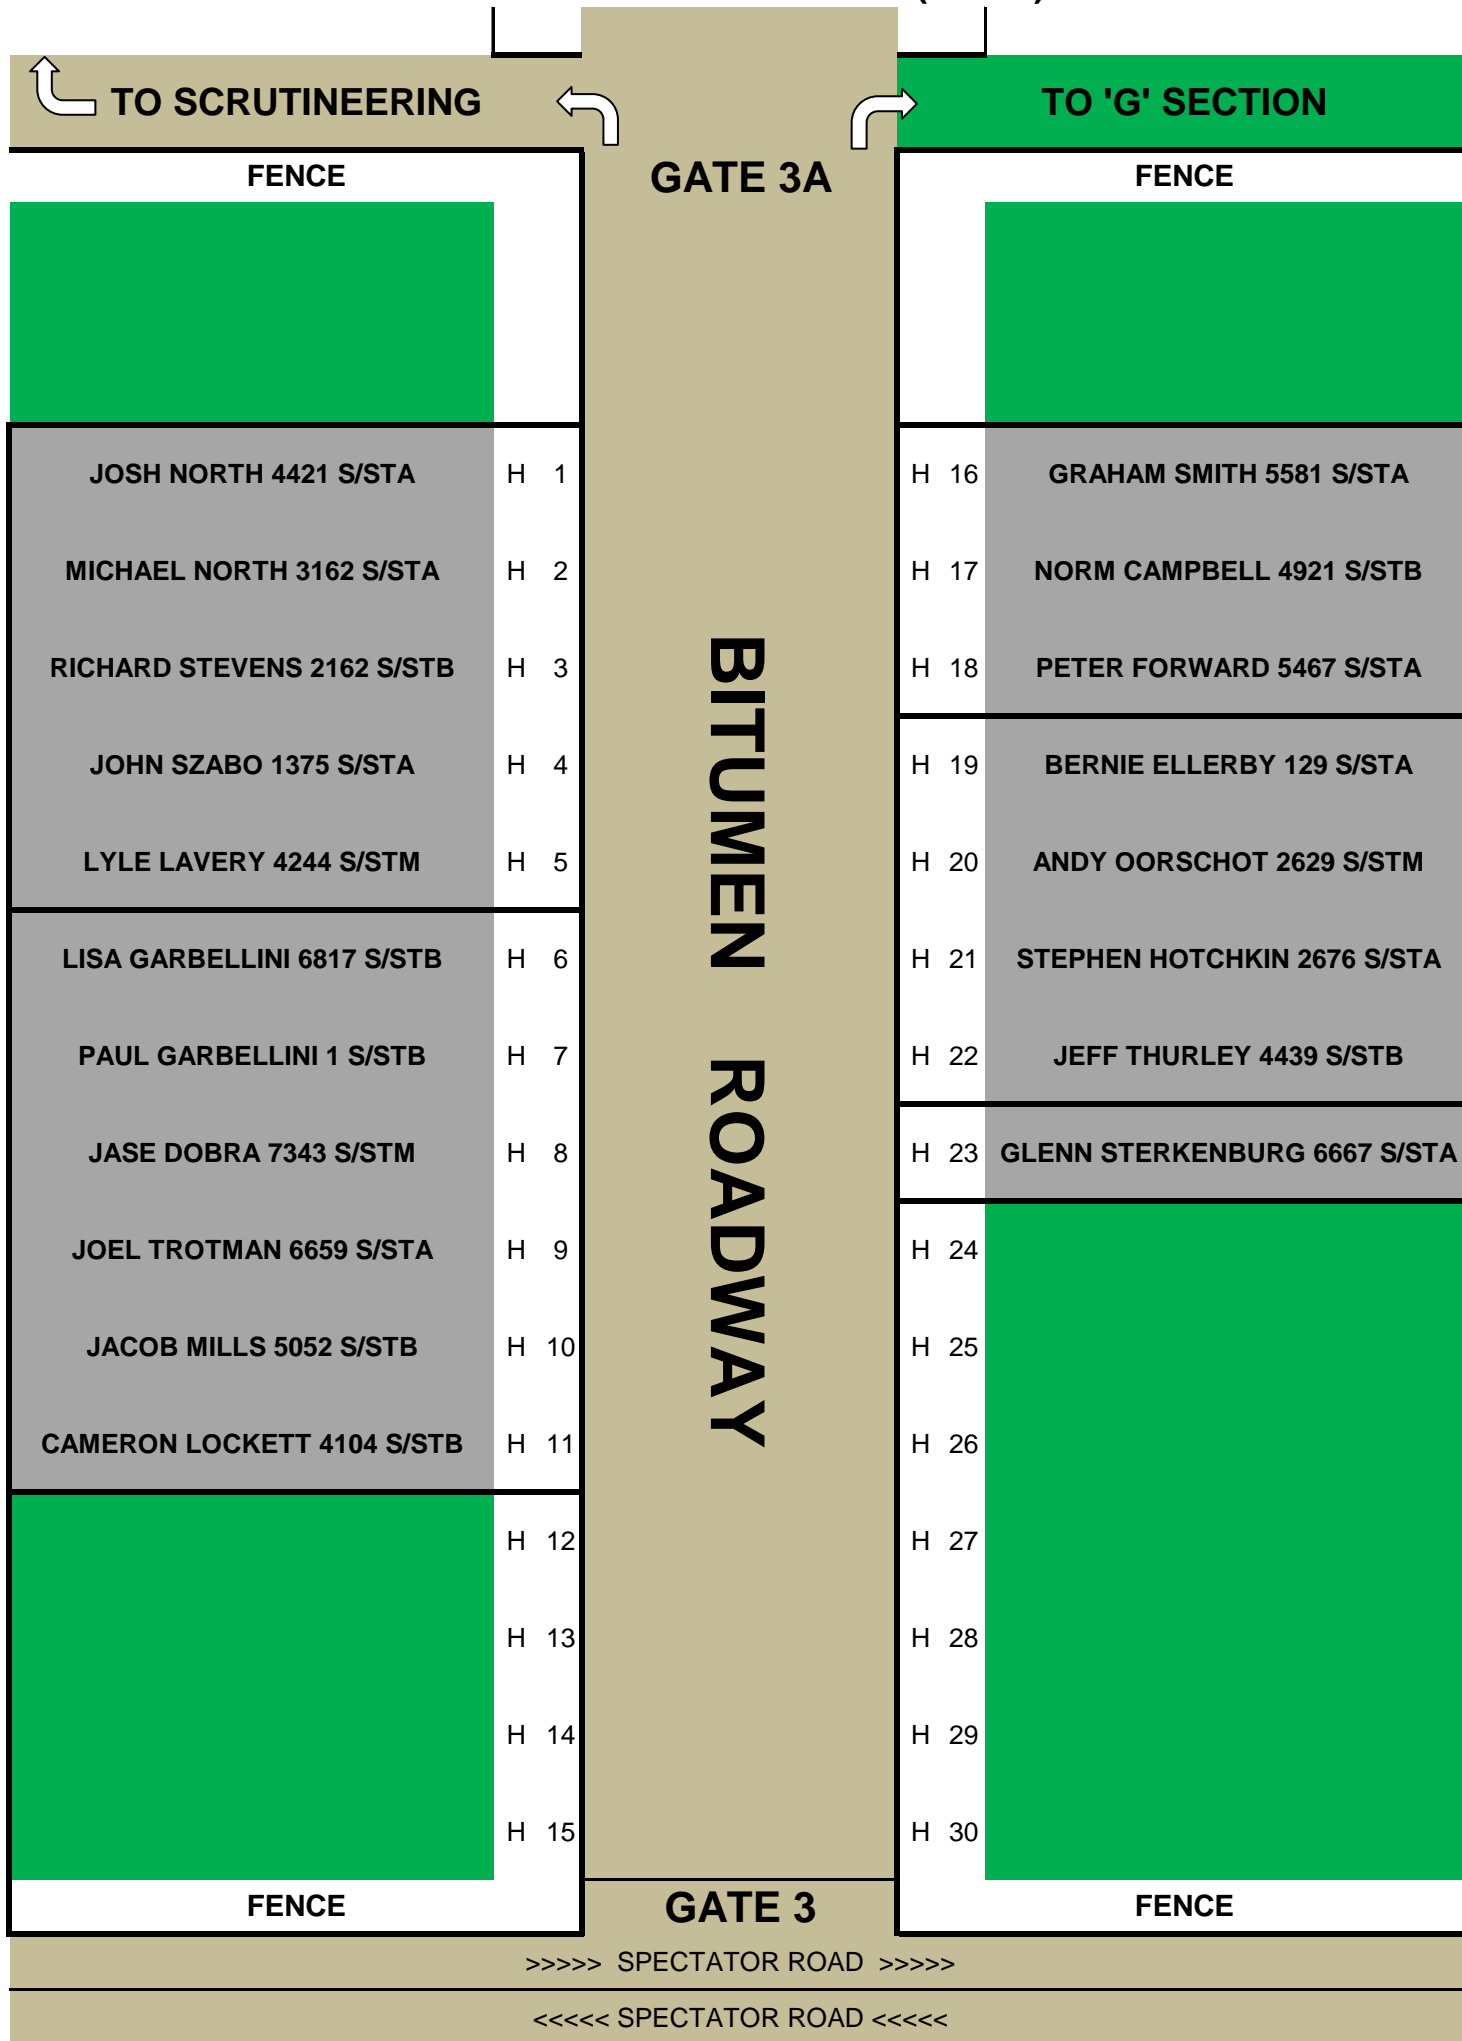 TO SCRUTINEERING
TO 'G' SECTION
FENCE
GATE 3A
FENCE
JOSH NORTH 4421 S/STA H 1
H 16 GRAHAM SMITH 5581 S/STA
MICHAEL NORTH 3162 S/STA H 2
H 17 NORM CAMPBELL 4921 S/STB
RICHARD STEVENS 2162 S/STB H 3
H 18 PETER FORWARD 5467 S/STA
JOHN SZABO 1375 S/STA H 4
H 19 BERNIE ELLERBY 129 S/STA
LYLE LAVERY 4244 S/STM H 5
H 20 ANDY OORSCHOT 2629 S/STM
LISA GARBELLINI 6817 S/STB H 6
H 21 STEPHEN HOTCHKIN 2676 S/STA
PAUL GARBELLINI 1 S/STB H 7
H 22 JEFF THURLEY 4439 S/STB
JASE DOBRA 7343 S/STM H 8
H 23 GLENN STERKENBURG 6667 S/STA
JOEL TROTMAN 6659 S/STA H 9
H 24
JACOB MILLS 5052 S/STB H 10
H 25
CAMERON LOCKETT 4104 S/STB H 11
H 26
H 12
H 27
H 13
H 28
H 14
H 29
H 15
H 30
BITUMEN ROADWAY
FENCE
GATE 3
FENCE
>>>>> SPECTATOR ROAD >>>>>
<<<<< SPECTATOR ROAD <<<<<